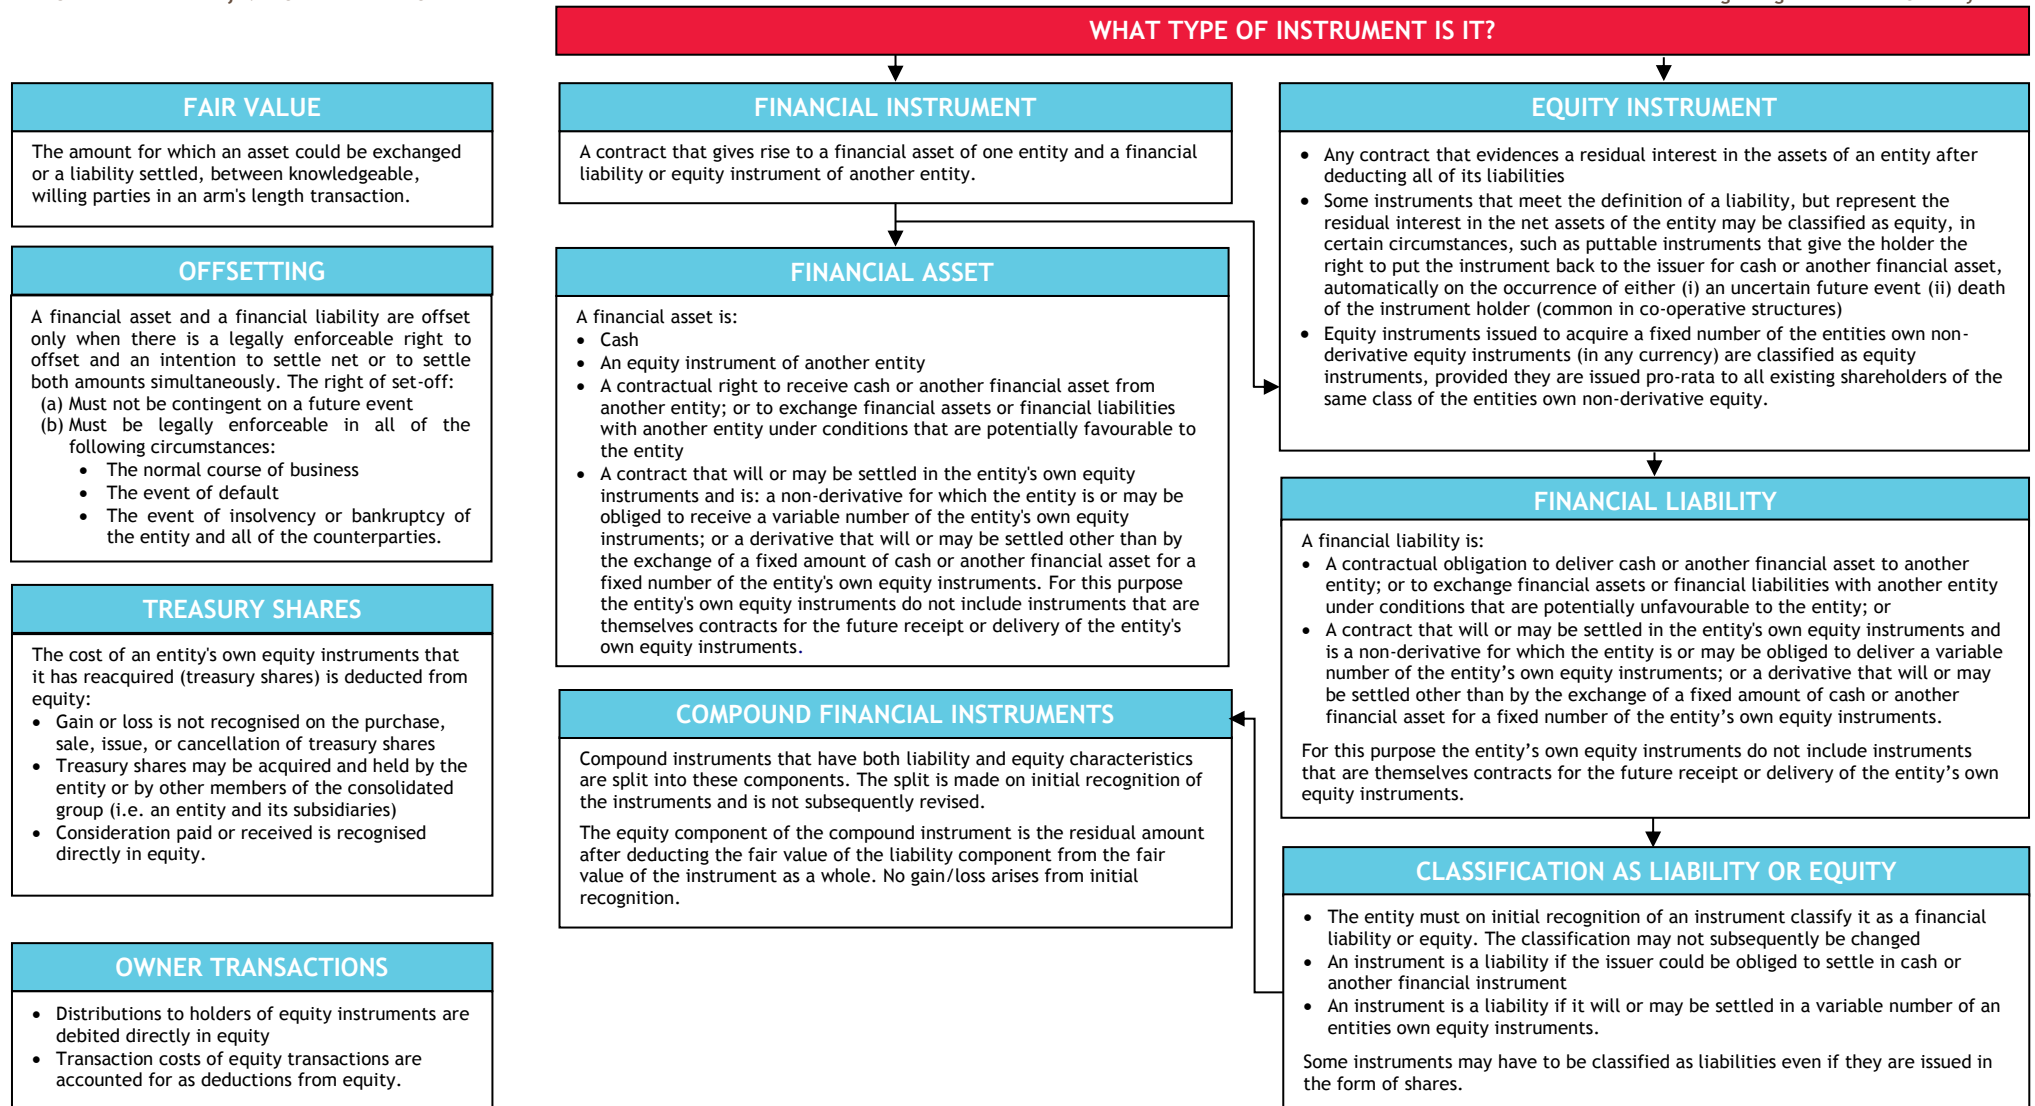 WHAT TYPE OF INSTRUMENT IS IT?
FAIR VALUE
The amount for which an asset could be exchanged
or a liability settled, between knowledgeable,
willing parties in an arm's length transaction.
OFFSETTING
A financial asset and a financial liability are offset
only when there is a legally enforceable right to
offset and an intention to settle net or to settle
both amounts simultaneously. The right of set-off:
(a) Must not be contingent on a future event
(b) Must be legally enforceable in all of the
following circumstances:
• The normal course of business
• The event of default
• The event of insolvency or bankruptcy of
the entity and all of the counterparties.
TREASURY SHARES
The cost of an entity's own equity instruments that
it has reacquired (treasury shares) is deducted from
equity:
• Gain or loss is not recognised on the purchase,
sale, issue, or cancellation of treasury shares
• Treasury shares may be acquired and held by the
entity or by other members of the consolidated
group (i.e. an entity and its subsidiaries)
• Consideration paid or received is recognised
directly in equity.
OWNER TRANSACTIONS
• Distributions to holders of equity instruments are
debited directly in equity
• Transaction costs of equity transactions are
accounted for as deductions from equity.
FINANCIAL INSTRUMENT
A contract that gives rise to a financial asset of one entity and a financial
liability or equity instrument of another entity.
FINANCIAL ASSET
A financial asset is:
• Cash
• An equity instrument of another entity
• A contractual right to receive cash or another financial asset from
another entity; or to exchange financial assets or financial liabilities
with another entity under conditions that are potentially favourable to
the entity
• A contract that will or may be settled in the entity's own equity
instruments and is: a non-derivative for which the entity is or may be
obliged to receive a variable number of the entity's own equity
instruments; or a derivative that will or may be settled other than by
the exchange of a fixed amount of cash or another financial asset for a
fixed number of the entity's own equity instruments. For this purpose
the entity's own equity instruments do not include instruments that are
themselves contracts for the future receipt or delivery of the entity's
own equity instruments.
COMPOUND FINANCIAL INSTRUMENTS
Compound instruments that have both liability and equity characteristics
are split into these components. The split is made on initial recognition of
the instruments and is not subsequently revised.
The equity component of the compound instrument is the residual amount
after deducting the fair value of the liability component from the fair
value of the instrument as a whole. No gain/loss arises from initial
recognition.
EQUITY INSTRUMENT
• Any contract that evidences a residual interest in the assets of an entity after
deducting all of its liabilities
• Some instruments that meet the definition of a liability, but represent the
residual interest in the net assets of the entity may be classified as equity, in
certain circumstances, such as puttable instruments that give the holder the
right to put the instrument back to the issuer for cash or another financial asset,
automatically on the occurrence of either (i) an uncertain future event (ii) death
of the instrument holder (common in co-operative structures)
• Equity instruments issued to acquire a fixed number of the entities own non-
derivative equity instruments (in any currency) are classified as equity
instruments, provided they are issued pro-rata to all existing shareholders of the
same class of the entities own non-derivative equity.
FINANCIAL LIABILITY
A financial liability is:
• A contractual obligation to deliver cash or another financial asset to another
entity; or to exchange financial assets or financial liabilities with another entity
under conditions that are potentially unfavourable to the entity; or
• A contract that will or may be settled in the entity's own equity instruments and
is a non-derivative for which the entity is or may be obliged to deliver a variable
number of the entity’s own equity instruments; or a derivative that will or may
be settled other than by the exchange of a fixed amount of cash or another
financial asset for a fixed number of the entity’s own equity instruments.
For this purpose the entity’s own equity instruments do not include instruments
that are themselves contracts for the future receipt or delivery of the entity’s own
equity instruments.
CLASSIFICATION AS LIABILITY OR EQUITY
• The entity must on initial recognition of an instrument classify it as a financial
liability or equity. The classification may not subsequently be changed
• An instrument is a liability if the issuer could be obliged to settle in cash or
another financial instrument
• An instrument is a liability if it will or may be settled in a variable number of an
entities own equity instruments.
Some instruments may have to be classified as liabilities even if they are issued in
the form of shares.